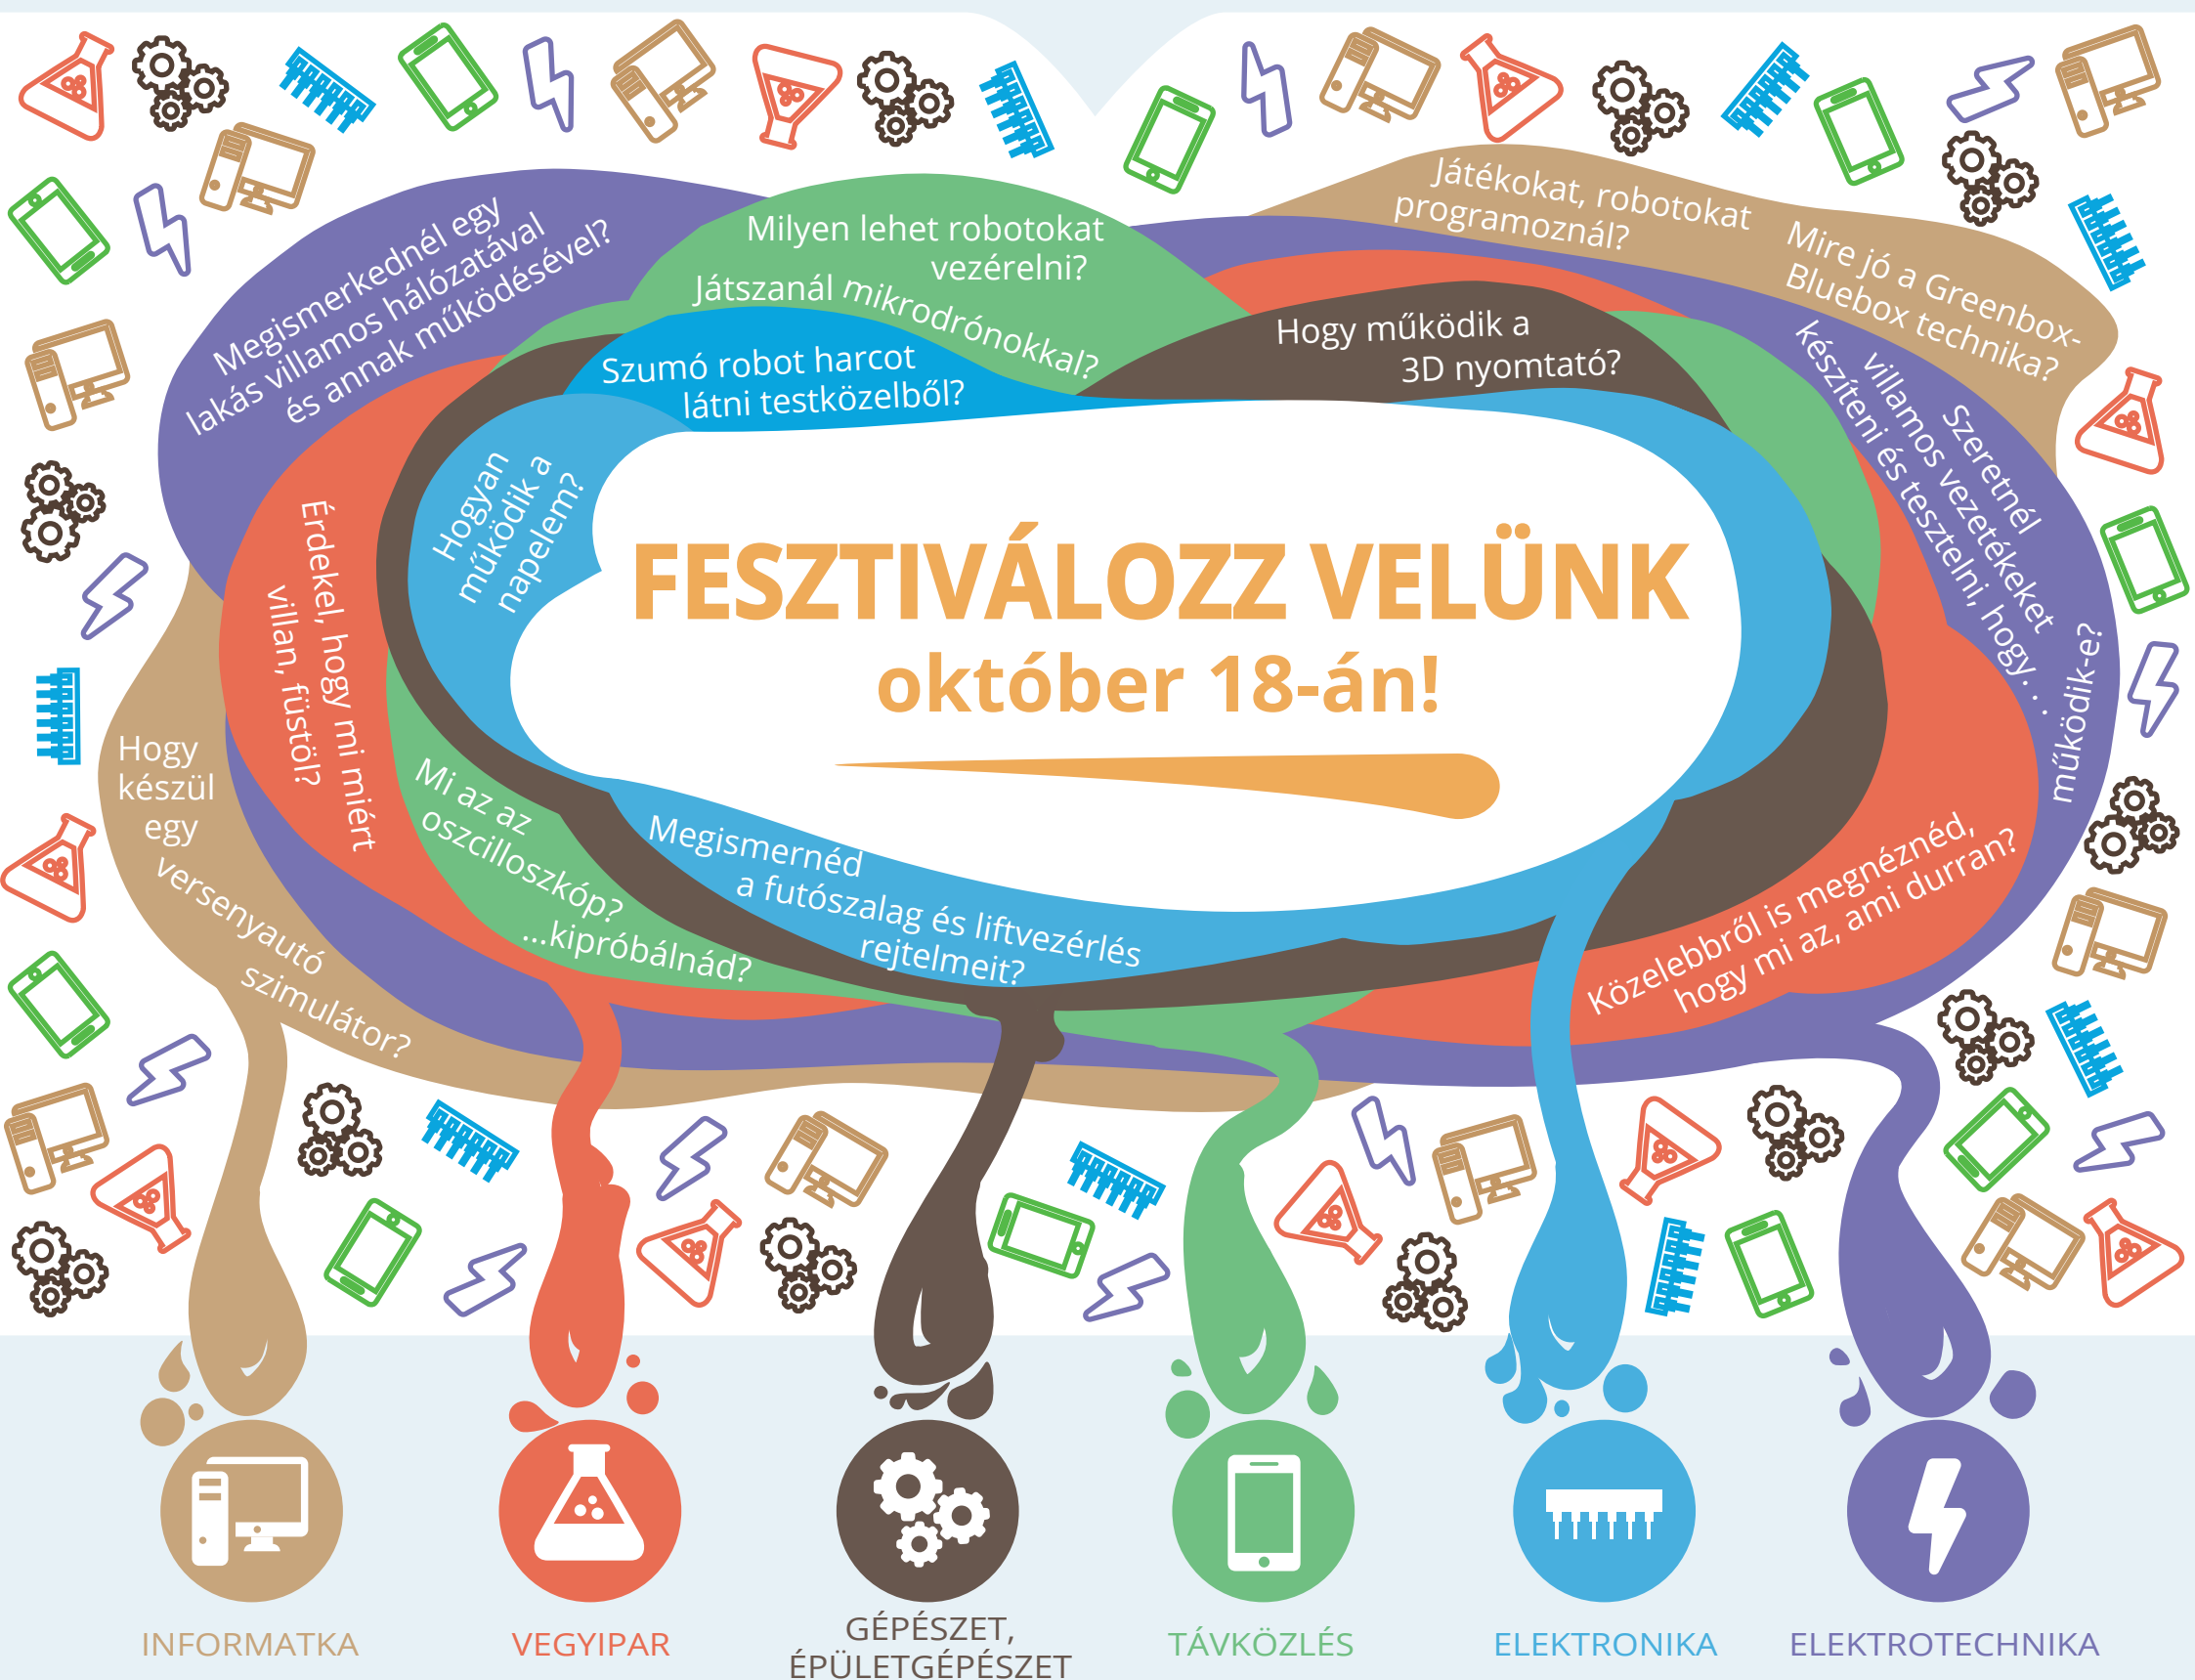 Játékokat, robotokat
programoznál?
Mire jó a Greenbox-
Bluebox technika?
Megismerkednél egy
lakás villamos hálózatával
és annak működésével?
Milyen lehet robotokat
vezérelni?
Játszanál mikrodrónokkal?
Szumó robot harcot
látni testközelből?
Hogy működik a
3D nyomtató?
Szeretnél
villamos vezetékeket
készíteni és tesztelni, hogy...
működik-e?
Hogyan
működik a
napelem?
Érdekel, hogy mi miért
villan, füstöl?
FESZTIVÁLOZZ VELÜNK
október 18-án!
Hogy
készül
egy
versenyautó
szimulátor?
Mi az az
oszcilloszkóp?
...kipróbálnád?
Megismernéd
a futószalag és liftvezérlés
rejtelmeit?
Közelebbről is megnéznéd,
hogy mi az, ami durran?
INFORMATKA
VEGYIPAR
GÉPÉSZET,
ÉPÜLETGÉPÉSZET
TÁVKÖZLÉS
ELEKTRONIKA
ELEKTROTECHNIKA